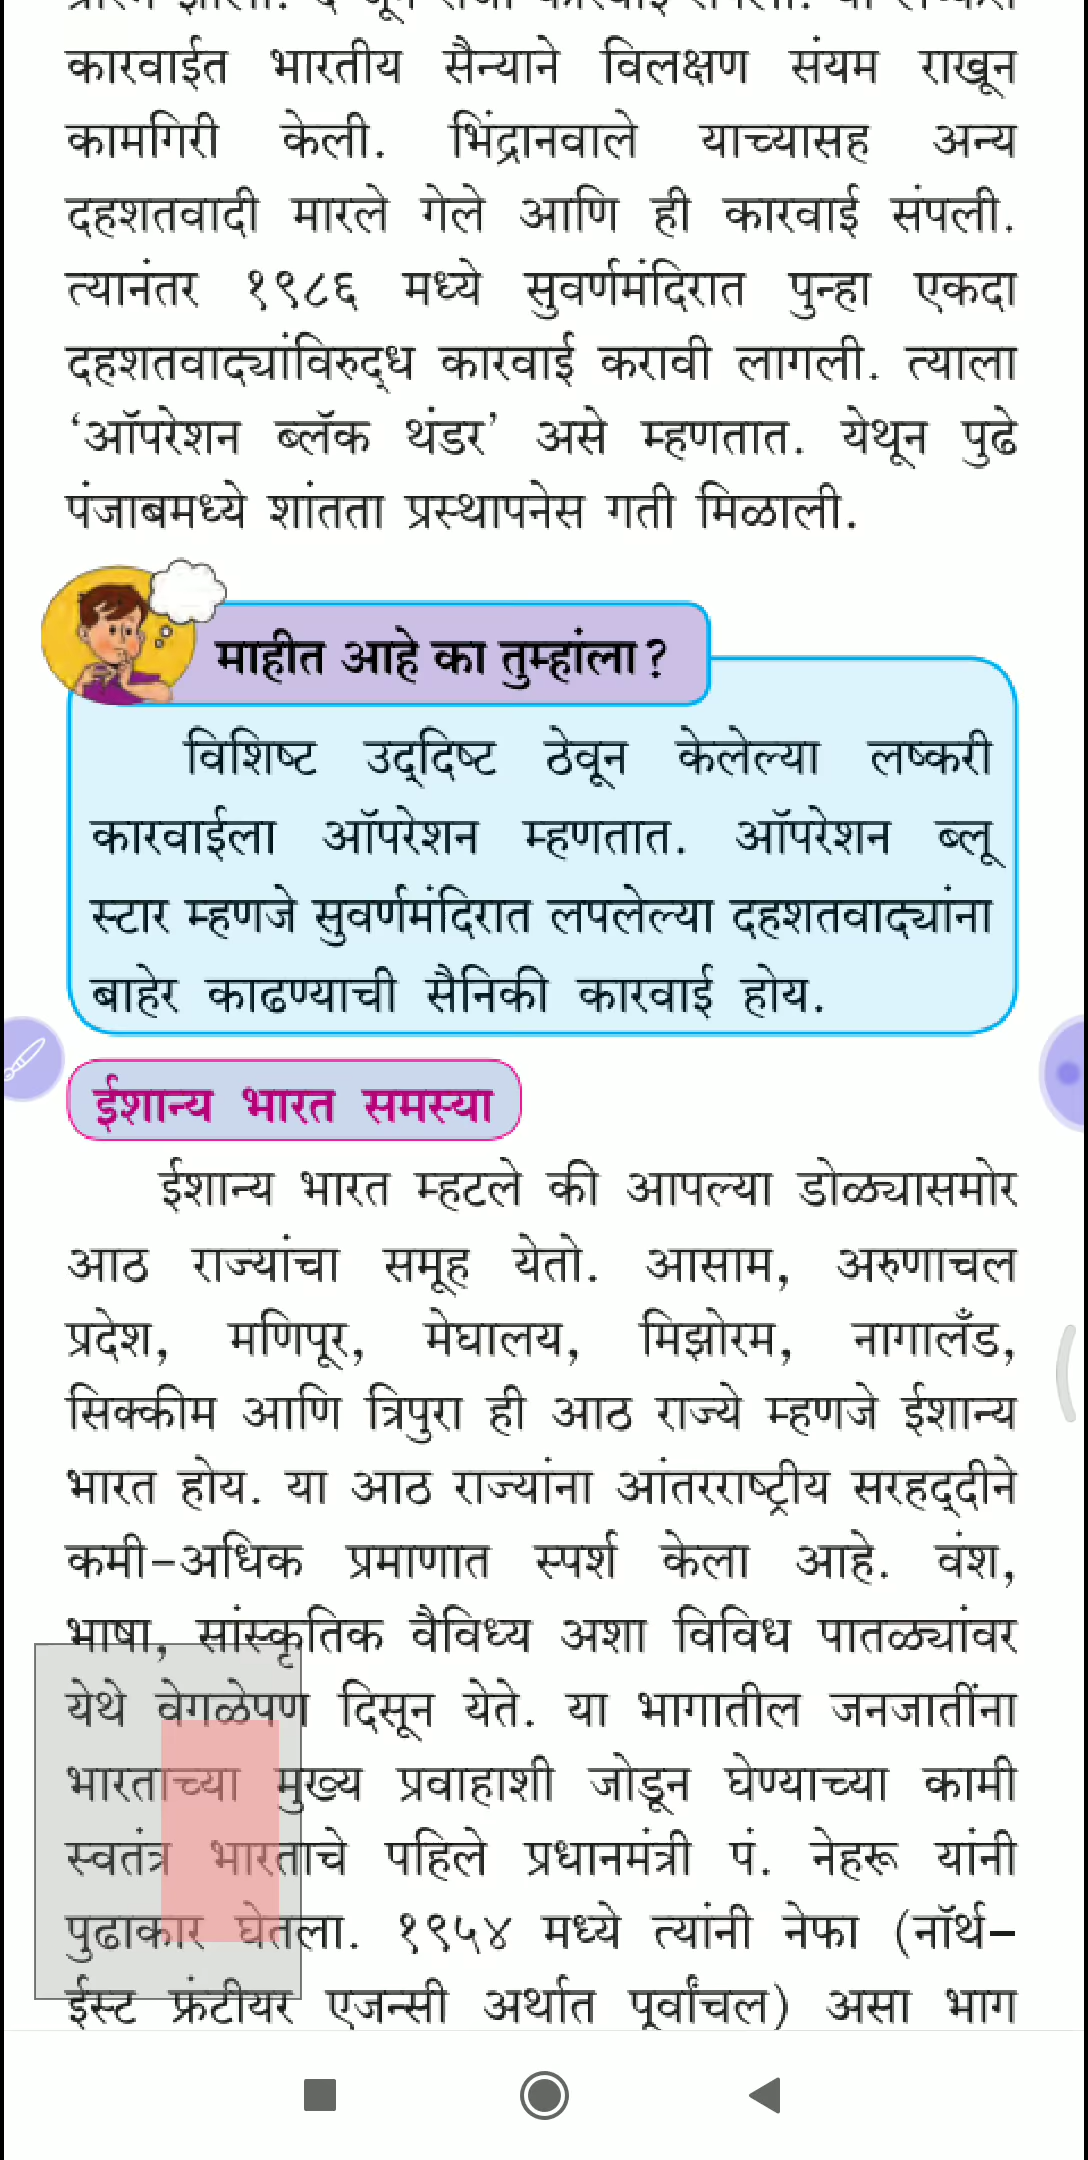 कारवाईत भारतीय सैन्याने विलक्षण संयम राखून
कामगिरी केली. भिंद्रानवाले याच्यासह अन्य
दहशतवादी मारले गेले आणि ही कारवाई संपली.
त्यानंतर १९८६ मध्ये सुवर्णमंदिरात पुन्हा एकदा
दहशतवाद्यांविरुद्ध कारवाई करावी लागली. त्याला
‘ऑपरेशन ब्लॅक थंडर’ असे म्हणतात. येथून पुढे
पंजाबमध्ये शांतता प्रस्थापनेस गती मिळाली.
माहीत आहे का तुम्हांला?
विशिष्ट उद्दिष्ट ठेवून केलेल्या लष्करी
कारवाईला ऑपरेशन म्हणतात. ऑपरेशन ब्लू
स्टार म्हणजे सुवर्णमंदिरात लपलेल्या दहशतवाद्यांना
बाहेर काढण्याची सैनिकी कारवाई होय.
ईशान्य भारत समस्या
ईशान्य भारत म्हटले की आपल्या डोळ्यासमोर
आठ राज्यांचा समूह येतो. आसाम, अरुणाचल
प्रदेश, मणिपूर, मेघालय, मिझोरम, नागालँड,
सिक्कीम आणि त्रिपुरा ही आठ राज्ये म्हणजे ईशान्य
भारत होय. या आठ राज्यांना आंतरराष्ट्रीय सरहद्दीने
कमी-अधिक प्रमाणात स्पर्श केला आहे. वंश,
भाषा, सांस्कृतिक वैविध्य अशा विविध पातळ्यांवर
येथे वेगळेपण दिसून येते. या भागातील जनजातींना
भारताच्या मुख्य प्रवाहाशी जोडून घेण्याच्या कामी
स्वतंत्र भारताचे पहिले प्रधानमंत्री पं. नेहरू यांनी
पुढाकार घेतला. १९५४ मध्ये त्यांनी नेफा (नॉर्थ-
ईस्ट फ्रंटीयर एजन्सी अर्थात पूर्वांचल) असा भाग